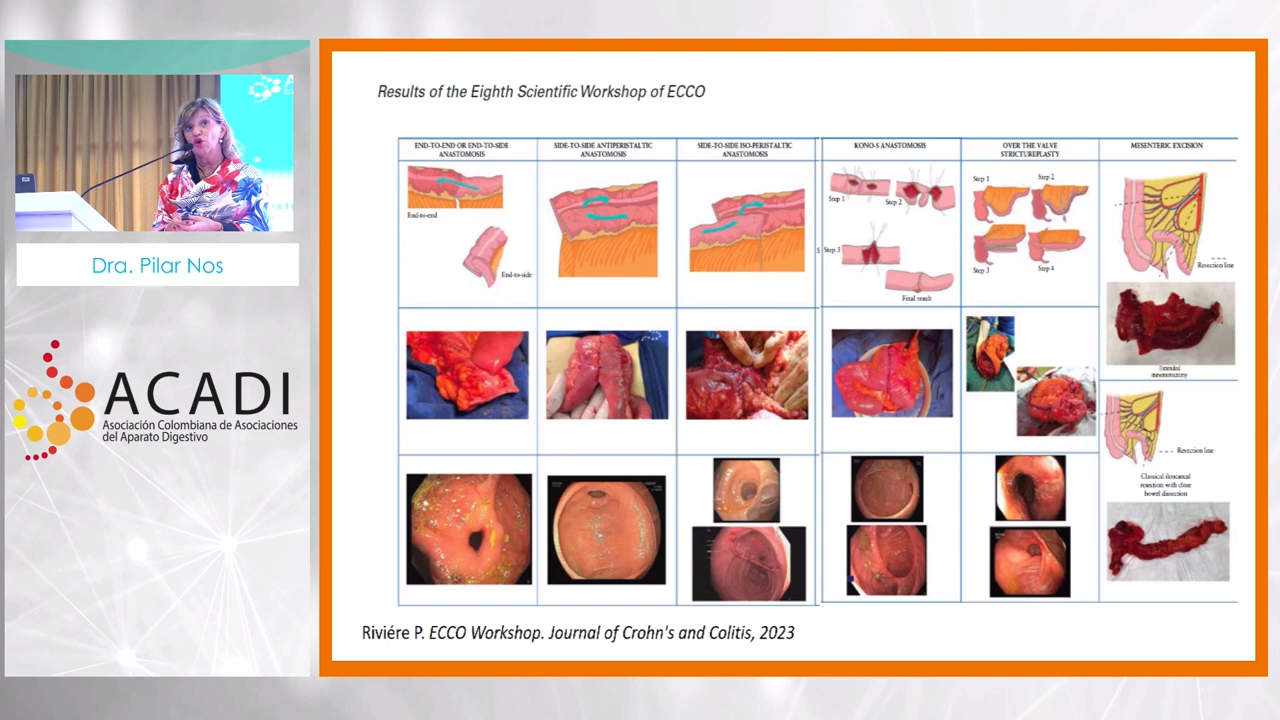 Results of the Eighth Scientific Workshop of ECCO
END-TO-END OR END-TO-SIDE
ANASTOMOSIS
SIDE-TO-SIDE ANTIPERISTALTIC
ANASTOMOSIS
SIDE-TO-SIDE ISO-PERISTALTIC
ANASTOMOSIS
KONO-S ANASTOMOSIS
OVER THE VALVE
STRICTUREPLASTY
MESENTERIC EXCISION
End-to-end
End-to-side
Step 1
Step 2
S
Step 3
Final result
Step 1
Step 2
Step 3
Step 4
Resection line
Extended
mesenterectomy
Resection line
Classical ileocaecal
resection with close
bowel dissection
Riviére P. ECCO Workshop. Journal of Crohn's and Colitis, 2023
Dra. Pilar Nos
ACADI
Asociación Colombiana de Asociaciones
del Aparato Digestivo